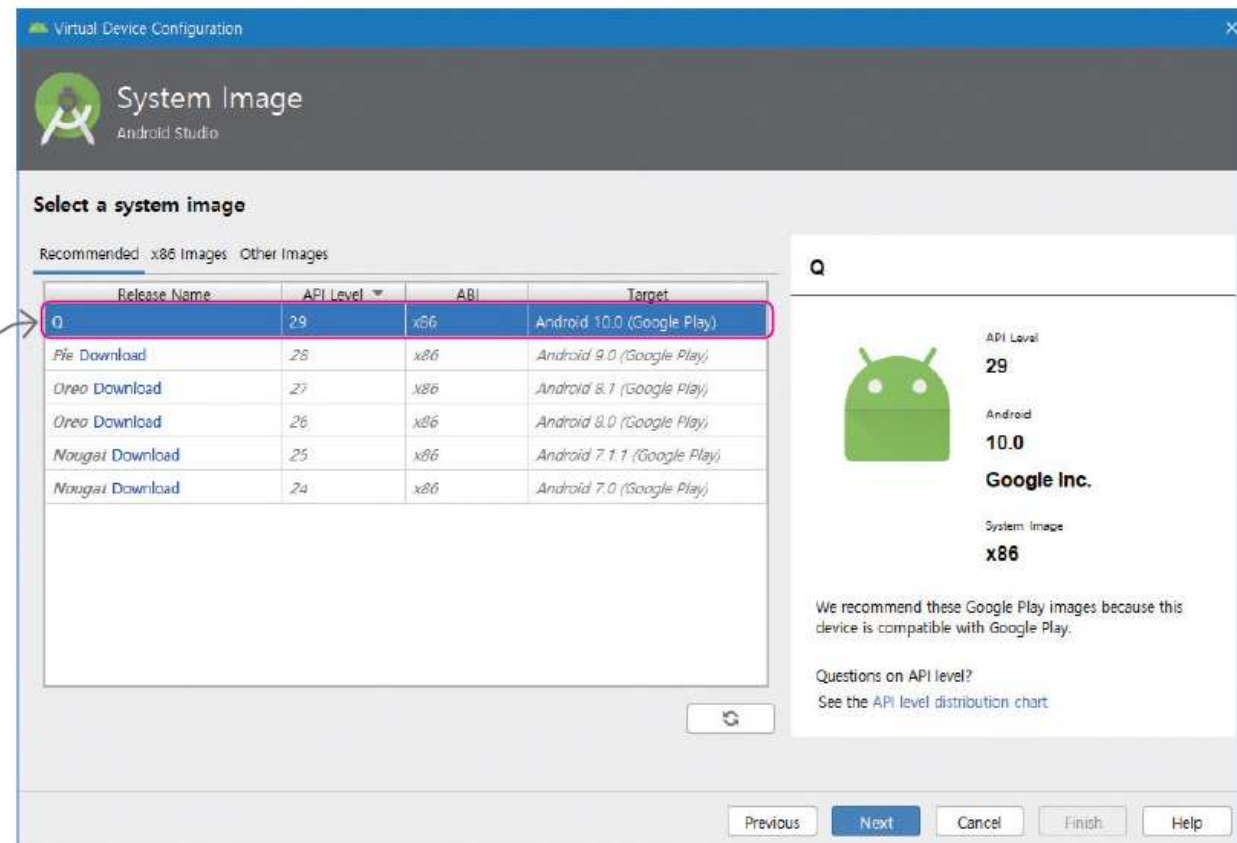 Virtual Device Configuration
System Image
Android Studio
Select a system image
Recommended x86 Images Other Images
Release Name API Level ABI Target
Q 29 x86 Android 10.0 (Google Play)
Pie Download 28 x86 Android 9.0 (Google Play)
Oreo Download 27 x86 Android 8.1 (Google Play)
Oreo Download 26 x86 Android 8.0 (Google Play)
Nougat Download 25 x86 Android 7.1.1 (Google Play)
Nougat Download 24 x86 Android 7.0 (Google Play)
Q
API Level
29
Android
10.0
Google Inc.
System Image
x86
We recommend these Google Play images because this
device is compatible with Google Play.
Questions on API level?
See the API level distribution chart
Previous Next Cancel Finish Help